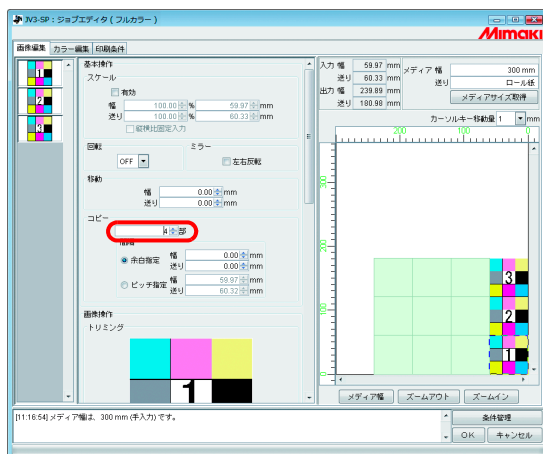 JV3-SP : ジョブエディタ ( フルカラー )
Mimaki
画像編集 カラー編集 印刷条件
1
2
3
基本操作
スケール
有効
幅 100.00 % 59.97 mm
送り 100.00 % 60.33 mm
縦横比固定入力
回転 ミラー
OFF 左右反転
移動
幅 0.00 mm
送り 0.00 mm
コピー
4 部
間隔
余白指定 幅 0.00 mm
送り 0.00 mm
ピッチ指定 幅 59.97 mm
送り 60.32 mm
画像操作
トリミング
1
入力 幅 59.97 mm
送り 60.33 mm
出力 幅 239.89 mm
送り 180.98 mm
メディア 幅 300 mm
送り ロール紙
メディアサイズ取得
カーソルキー移動量 1 mm
200 100 0
300
200
100
0
3
2
1
メディア幅 ズームアウト ズームイン
[11:16:54] メディア幅は、300 mm (手入力) です。
条件管理
OK キャンセル